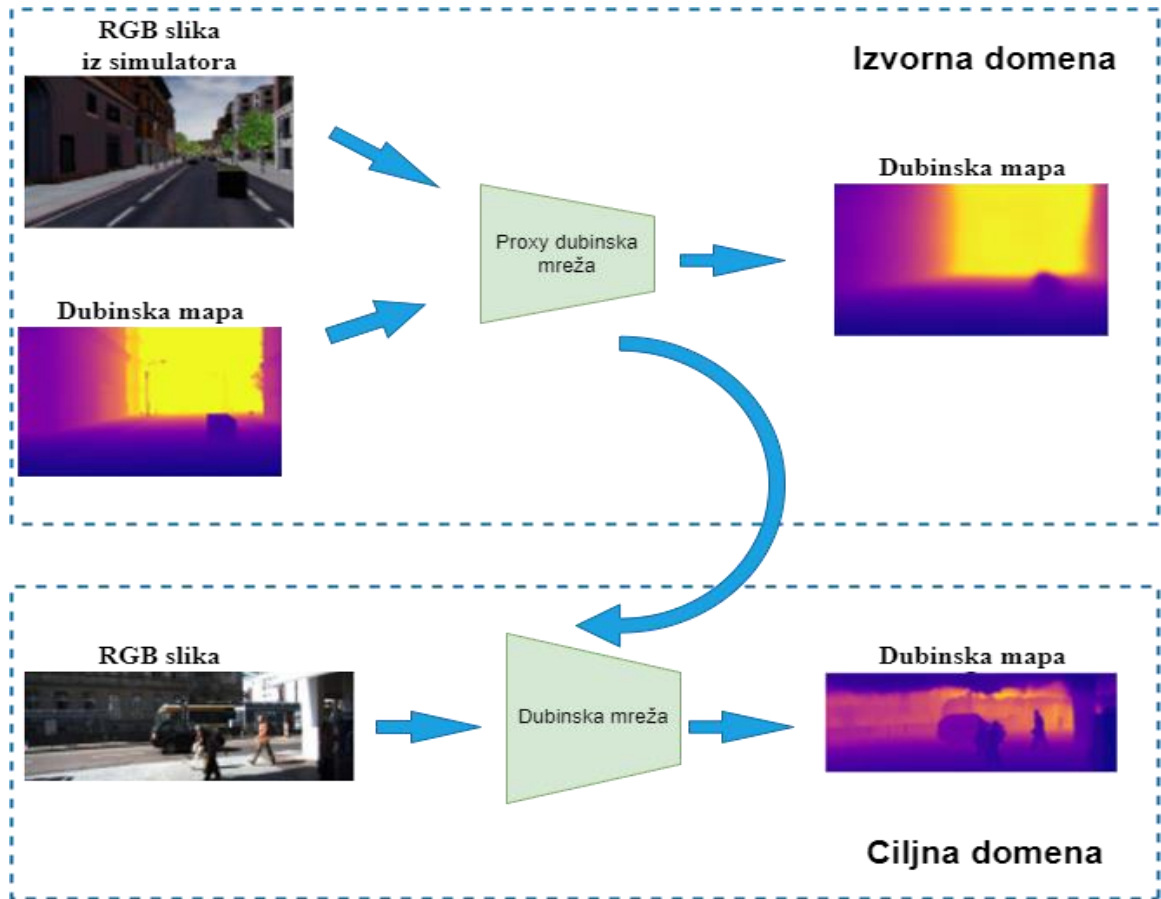 RGB slika
iz simulatora
Izvorna domena
Dubinska mapa
Proxy dubinska
mreža
Dubinska mapa
RGB slika
Dubinska mapa
Dubinska mreža
Ciljna domena